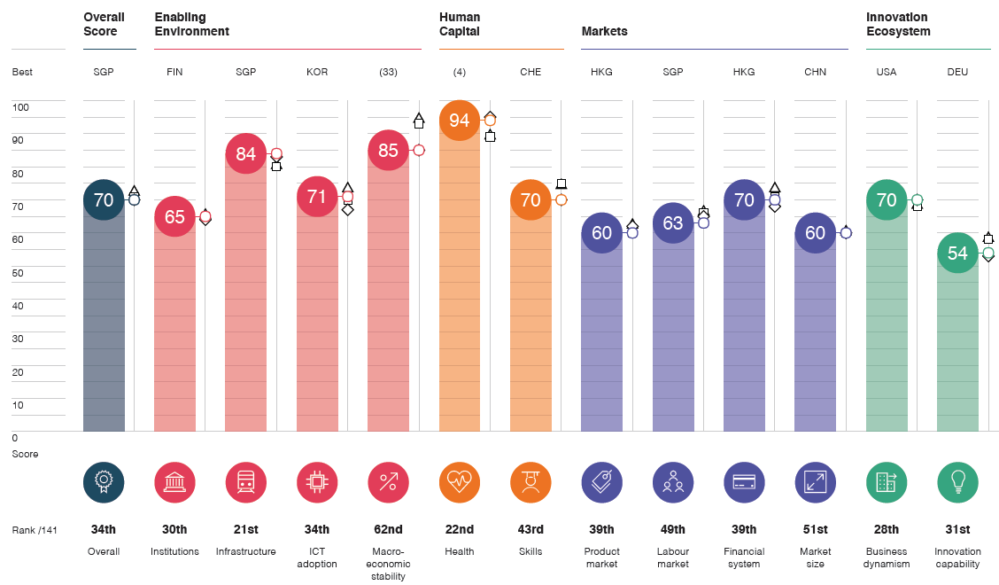 Overall
Score
Enabling
Environment
Human
Capital
Markets
Innovation
Ecosystem
Best
SGP
FIN
SGP
KOR
(33)
(4)
CHE
HKG
SGP
HKG
CHN
USA
DEU
100
90
80
70
60
50
40
30
20
10
0
70
65
84
71
85
94
70
60
63
70
60
70
54
Score
Rank /141
34th
30th
21st
34th
62nd
22nd
43rd
39th
49th
39th
51st
28th
31st
Overall
Institutions
Infrastructure
ICT
adoption
Macro-
economic
stability
Health
Skills
Product
market
Labour
market
Financial
system
Market
size
Business
dynamism
Innovation
capability